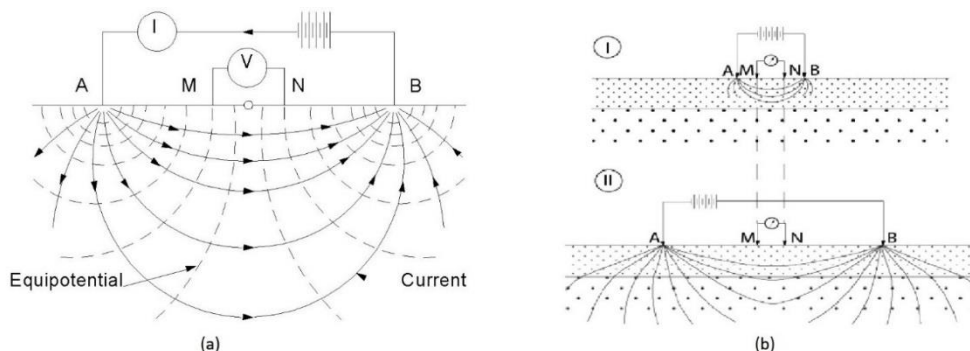 I
V
A M N B
Equipotential Current
(a)
I
A M N B
II
A M N B
(b)